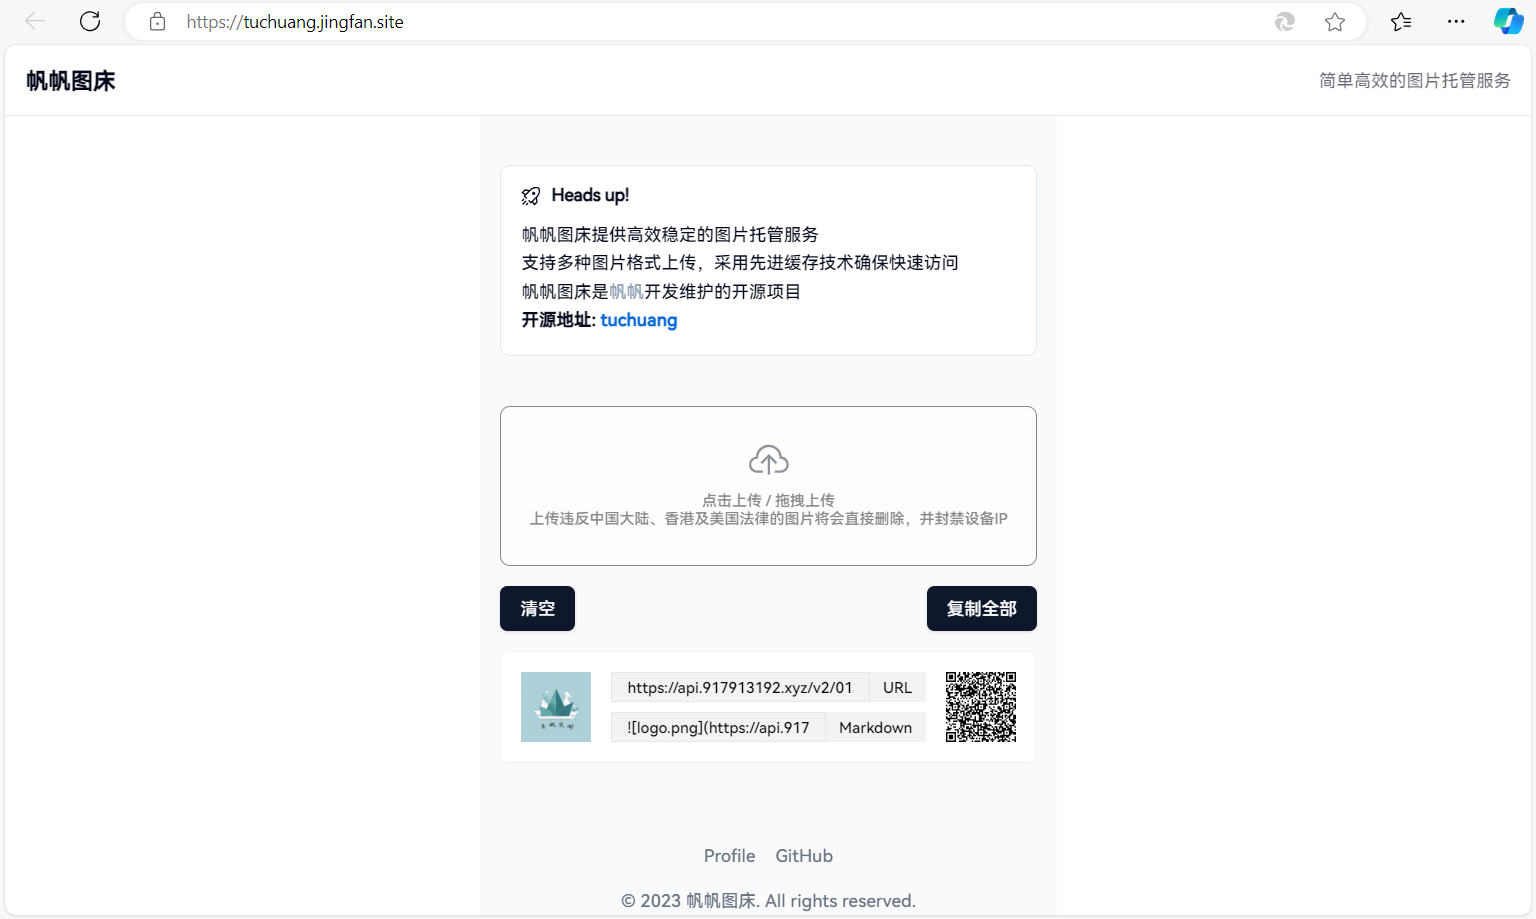 https://tuchuang.jingfan.site
帆帆图床
简单高效的图片托管服务
Heads up!
帆帆图床提供高效稳定的图片托管服务
支持多种图片格式上传，采用先进缓存技术确保快速访问
帆帆图床是帆帆开发维护的开源项目
开源地址: tuchuang
点击上传 / 拖拽上传
上传违反中国大陆、香港及美国法律的图片将会直接删除，并封禁设备IP
清空
复制全部
https://api.917913192.xyz/v2/01
URL
![logo.png](https://api.917
Markdown
Profile
GitHub
© 2023 帆帆图床. All rights reserved.